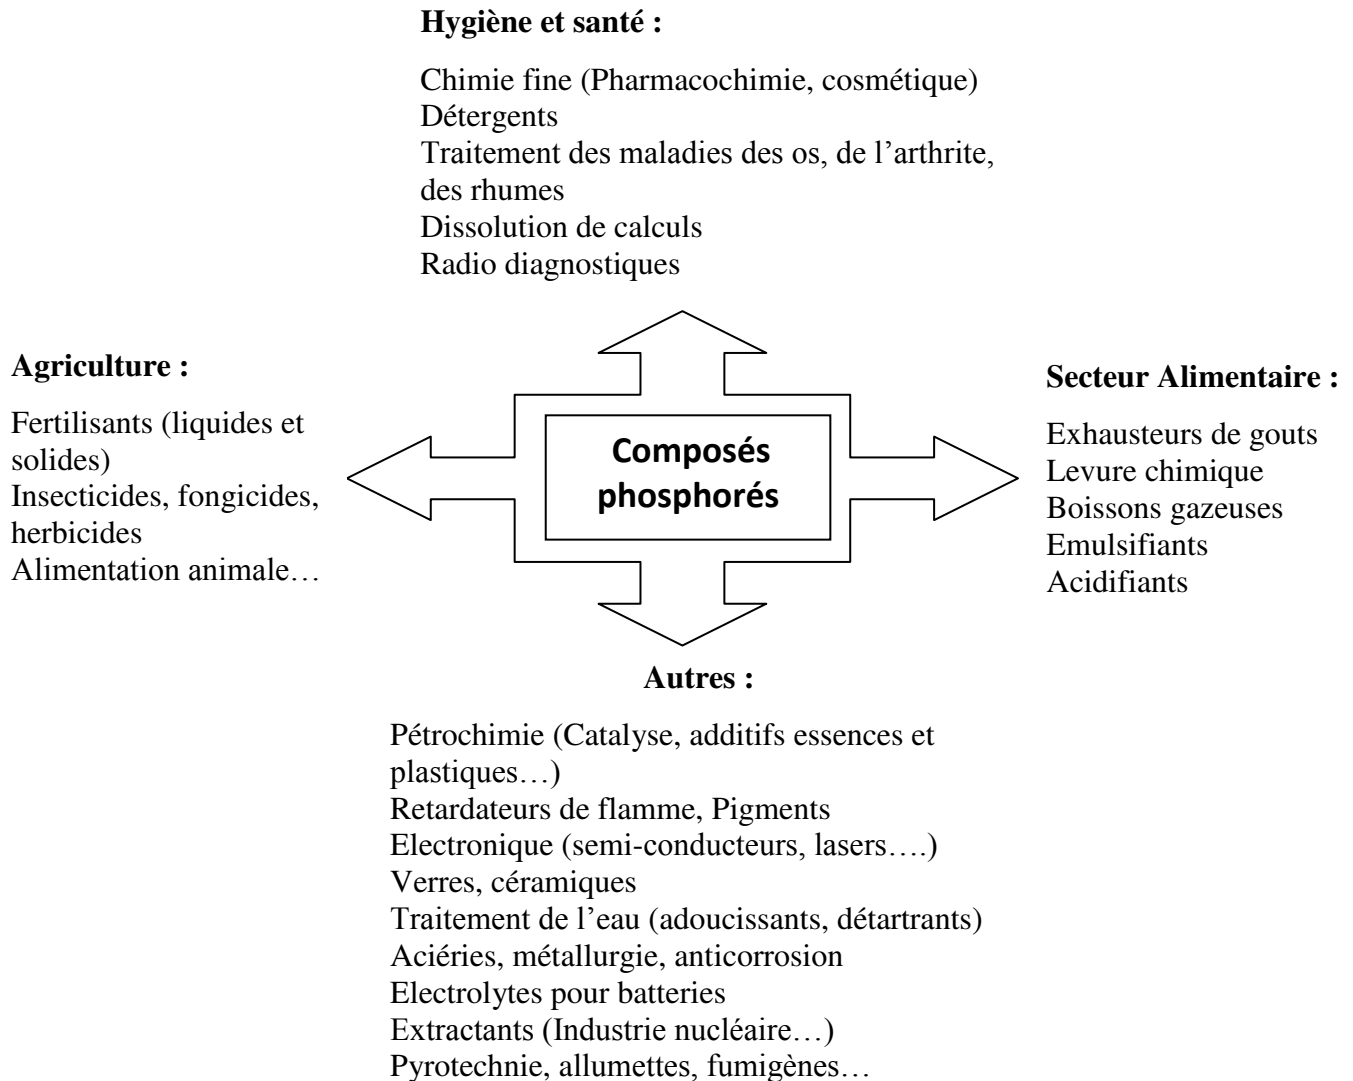 Hygiène et santé :
Chimie fine (Pharmacochimie, cosmétique)
Détergents
Traitement des maladies des os, de l’arthrite,
des rhumes
Dissolution de calculs
Radio diagnostiques
Agriculture :
Fertilisants (liquides et
solides)
Insecticides, fongicides,
herbicides
Alimentation animale…
Composés
phosphorés
Secteur Alimentaire :
Exhausteurs de gouts
Levure chimique
Boissons gazeuses
Emulsifiants
Acidifiants
Autres :
Pétrochimie (Catalyse, additifs essences et
plastiques…)
Retardateurs de flamme, Pigments
Electronique (semi-conducteurs, lasers….)
Verres, céramiques
Traitement de l’eau (adoucissants, détartrants)
Aciéries, métallurgie, anticorrosion
Electrolytes pour batteries
Extractants (Industrie nucléaire…)
Pyrotechnie, allumettes, fumigènes…